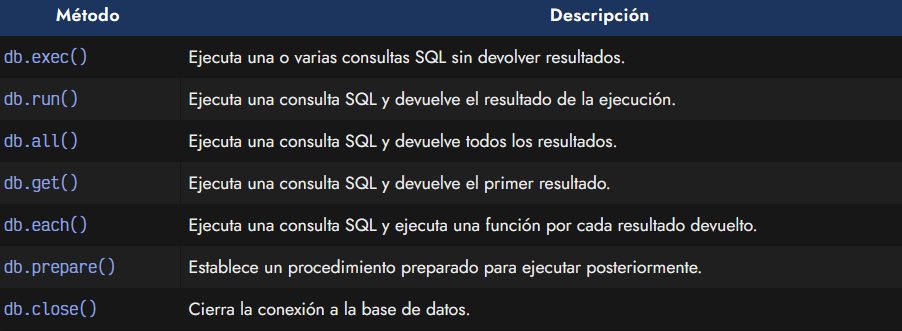 Método Descripción
db.exec() Ejecuta una o varias consultas SQL sin devolver resultados.
db.run() Ejecuta una consulta SQL y devuelve el resultado de la ejecución.
db.all() Ejecuta una consulta SQL y devuelve todos los resultados.
db.get() Ejecuta una consulta SQL y devuelve el primer resultado.
db.each() Ejecuta una consulta SQL y ejecuta una función por cada resultado devuelto.
db.prepare() Establece un procedimiento preparado para ejecutar posteriormente.
db.close() Cierra la conexión a la base de datos.